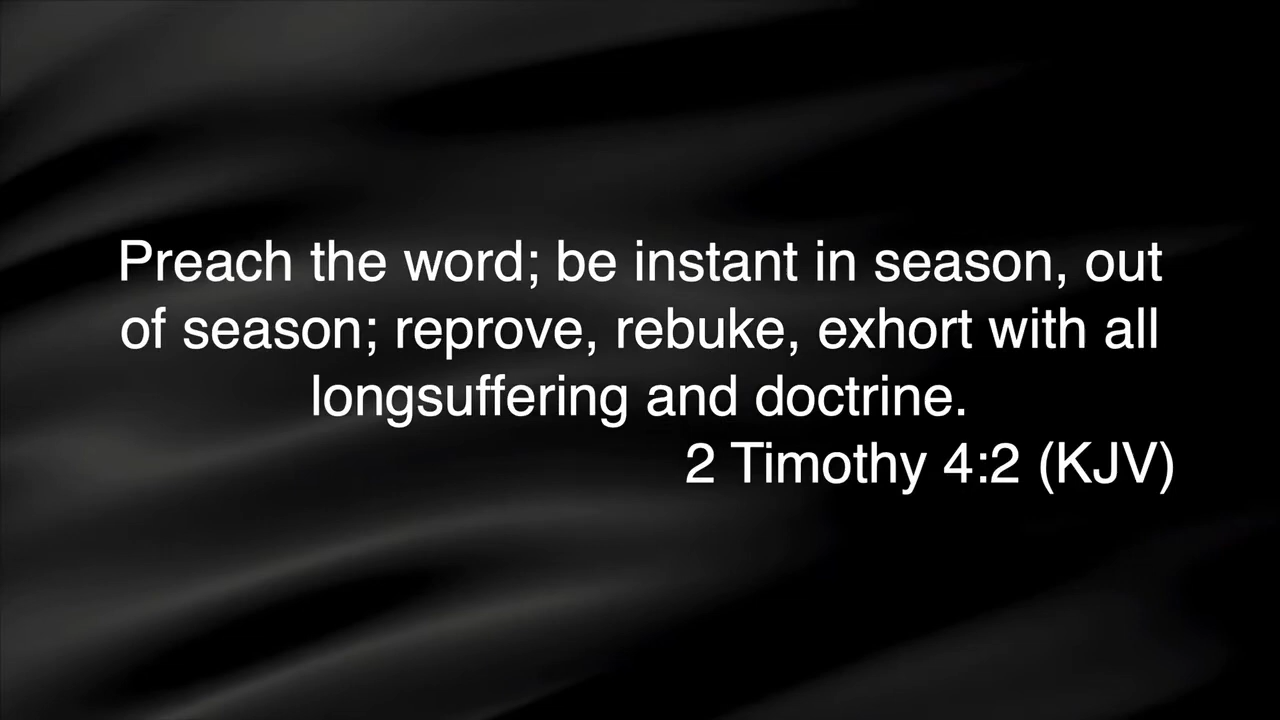 Preach the word; be instant in season, out
of season; reprove, rebuke, exhort with all
longsuffering and doctrine.
2 Timothy 4:2 (KJV)